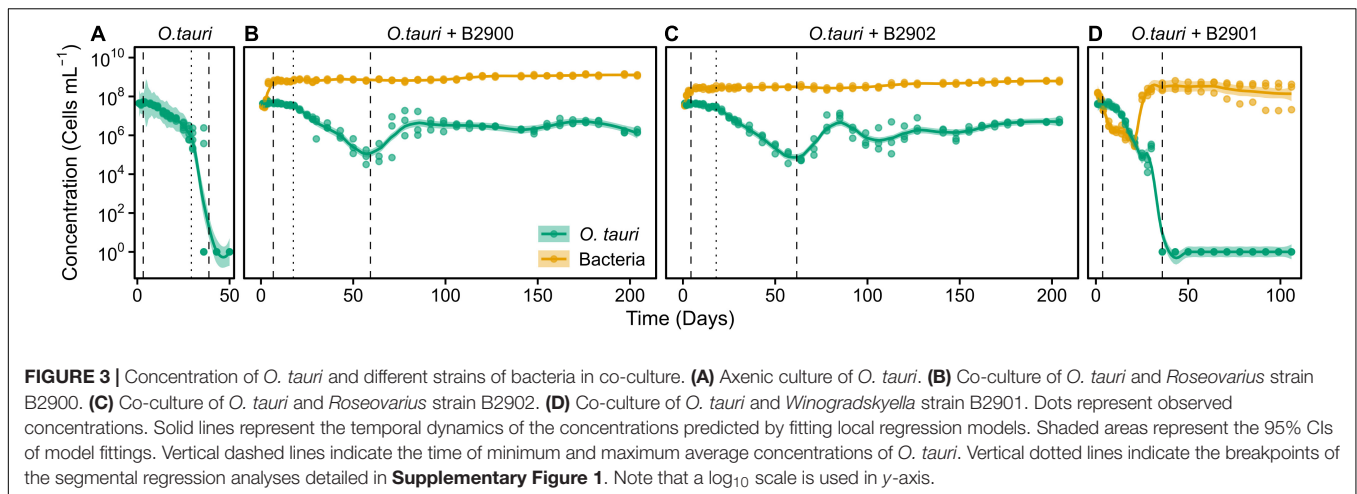 A O.tauri B O.tauri + B2900 C O.tauri + B2902 D O.tauri + B2901
Concentration (Cells mL⁻¹)
10¹⁰
10⁸
10⁶
10⁴
10²
10⁰
O. tauri
Bacteria
0 50 0 50 100 150 200 0 50 100 150 200 0 50 100
Time (Days)
FIGURE 3 | Concentration of O. tauri and different strains of bacteria in co-culture. (A) Axenic culture of O. tauri. (B) Co-culture of O. tauri and Roseovarius strain
B2900. (C) Co-culture of O. tauri and Roseovarius strain B2902. (D) Co-culture of O. tauri and Winogradskyella strain B2901. Dots represent observed
concentrations. Solid lines represent the temporal dynamics of the concentrations predicted by fitting local regression models. Shaded areas represent the 95% CIs
of model fittings. Vertical dashed lines indicate the time of minimum and maximum average concentrations of O. tauri. Vertical dotted lines indicate the breakpoints of
the segmental regression analyses detailed in Supplementary Figure 1. Note that a log₁₀ scale is used in y-axis.